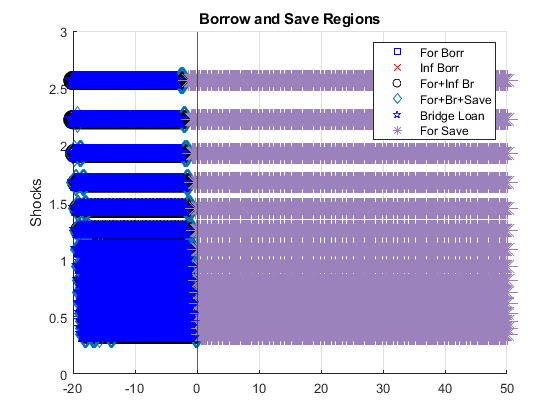 Borrow and Save Regions
3
2.5
2
1.5
1
0.5
0
Shocks
-20
-10
0
10
20
30
40
50
For Borr
Inf Borr
For+Inf Br
For+Br+Save
Bridge Loan
For Save